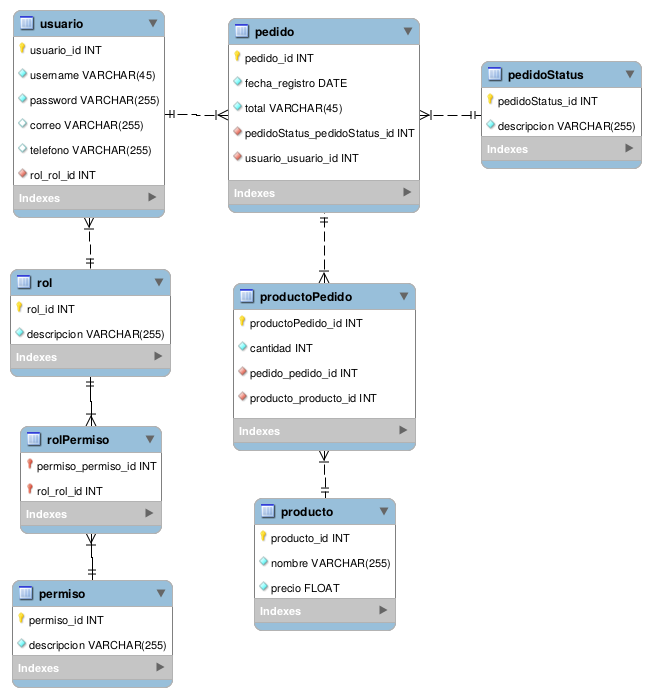 usuario
usuario_id INT
username VARCHAR(45)
password VARCHAR(255)
correo VARCHAR(255)
telefono VARCHAR(255)
rol_rol_id INT
Indexes
pedido
pedido_id INT
fecha_registro DATE
total VARCHAR(45)
pedidoStatus_pedidoStatus_id INT
usuario_usuario_id INT
Indexes
pedidoStatus
pedidoStatus_id INT
descripcion VARCHAR(255)
Indexes
rol
rol_id INT
descripcion VARCHAR(255)
Indexes
productoPedido
productoPedido_id INT
cantidad INT
pedido_pedido_id INT
producto_producto_id INT
Indexes
rolPermiso
permiso_permiso_id INT
rol_rol_id INT
Indexes
producto
producto_id INT
nombre VARCHAR(255)
precio FLOAT
Indexes
permiso
permiso_id INT
descripcion VARCHAR(255)
Indexes